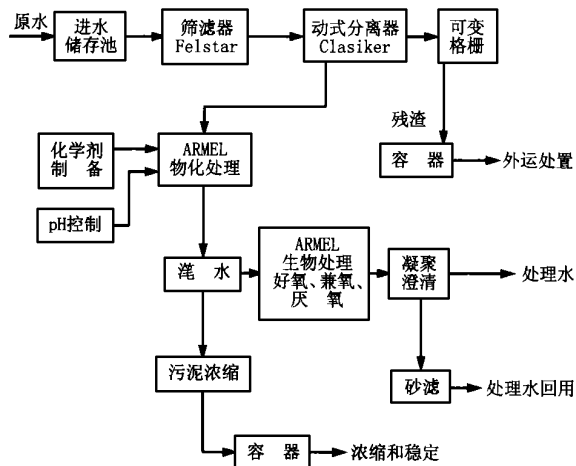 原水
进水
储存池
筛滤器
Felstar
动式分离器
Clasiker
可变
格栅
残渣
容 器
外运处置
化学剂
制 备
ARMEL
物化处理
pH控制
滗 水
ARMEL
生物处理
好氧、兼氧、
厌 氧
凝聚
澄清
处理水
污泥浓缩
砂滤
处理水回用
容 器
浓缩和稳定